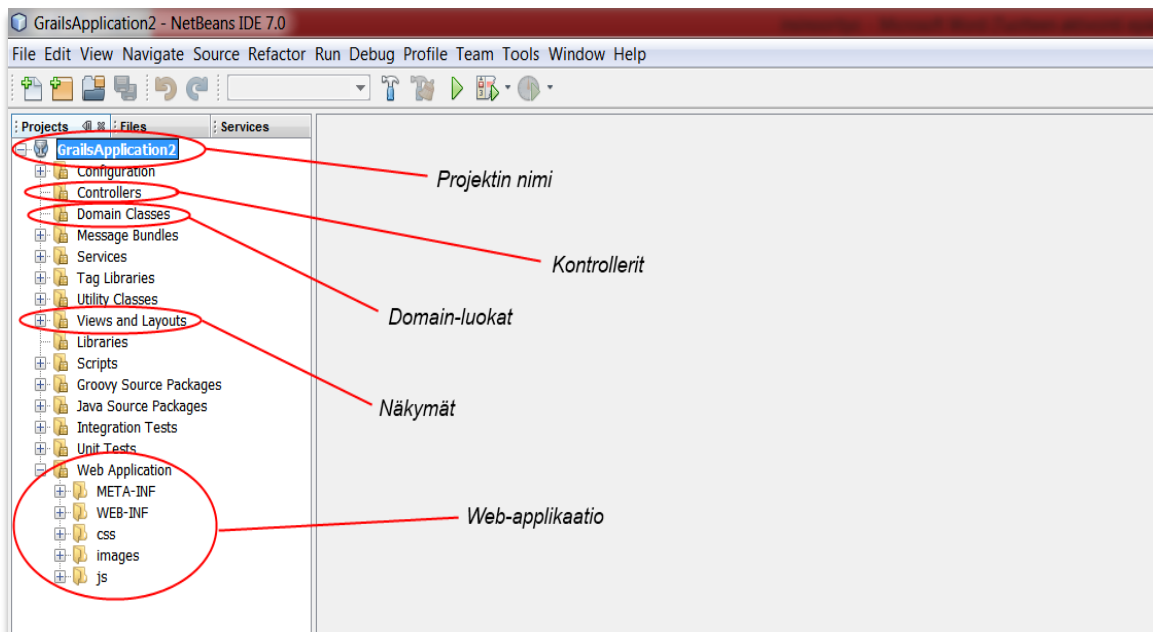 GrailsApplication2 - NetBeans IDE 7.0
File Edit View Navigate Source Refactor Run Debug Profile Team Tools Window Help
Projects Files Services
GrailsApplication2
Configuration
Controllers
Domain Classes
Message Bundles
Services
Tag Libraries
Utility Classes
Views and Layouts
Libraries
Scripts
Groovy Source Packages
Java Source Packages
Integration Tests
Unit Tests
Web Application
META-INF
WEB-INF
css
images
js
Projektin nimi
Kontrollerit
Domain-luokat
Näkymät
Web-applikaatio